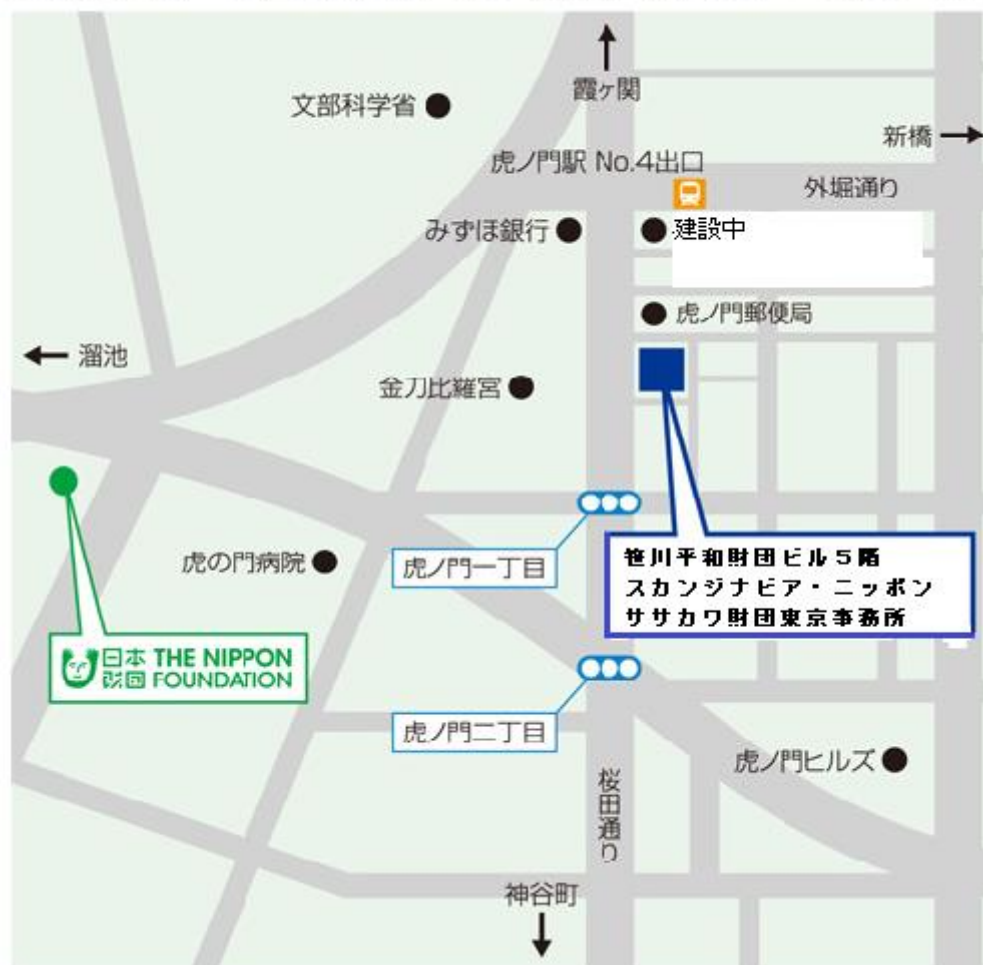 霞ヶ関
文部科学省
新橋
虎ノ門駅 No.4出口
外堀通り
みずほ銀行
建設中
虎ノ門郵便局
溜池
金刀比羅宮
虎の門病院
虎ノ門一丁目
笹川平和財団ビル5階
スカンジナビア・ニッポン
ササカワ財団東京事務所
日本 THE NIPPON
財団 FOUNDATION
虎ノ門二丁目
虎ノ門ヒルズ
桜田通り
神谷町